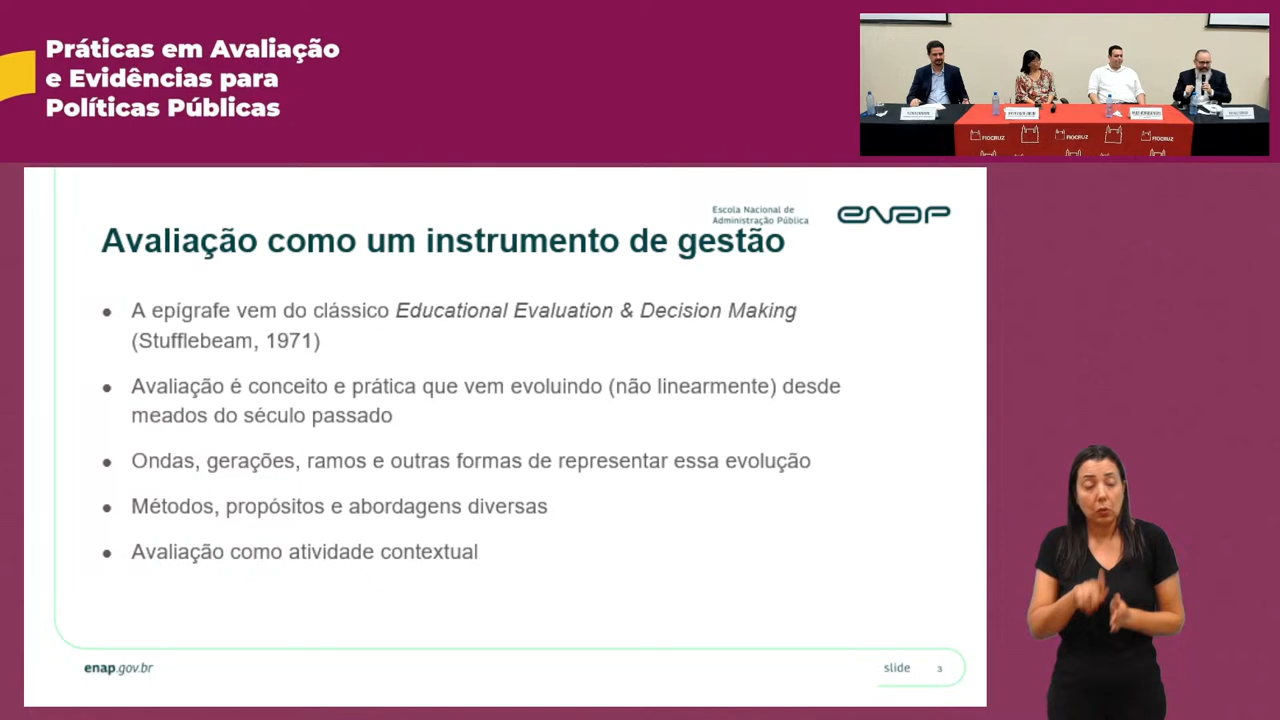 Práticas em Avaliação
e Evidências para
Políticas Públicas
FIOCRUZ
FIOCRUZ
FIOCRUZ
Escola Nacional de
Administração Pública
enap
Avaliação como um instrumento de gestão
• A epígrafe vem do clássico Educational Evaluation & Decision Making
(Stufflebeam, 1971)
• Avaliação é conceito e prática que vem evoluindo (não linearmente) desde
meados do século passado
• Ondas, gerações, ramos e outras formas de representar essa evolução
• Métodos, propósitos e abordagens diversas
• Avaliação como atividade contextual
enap.gov.br
slide 3